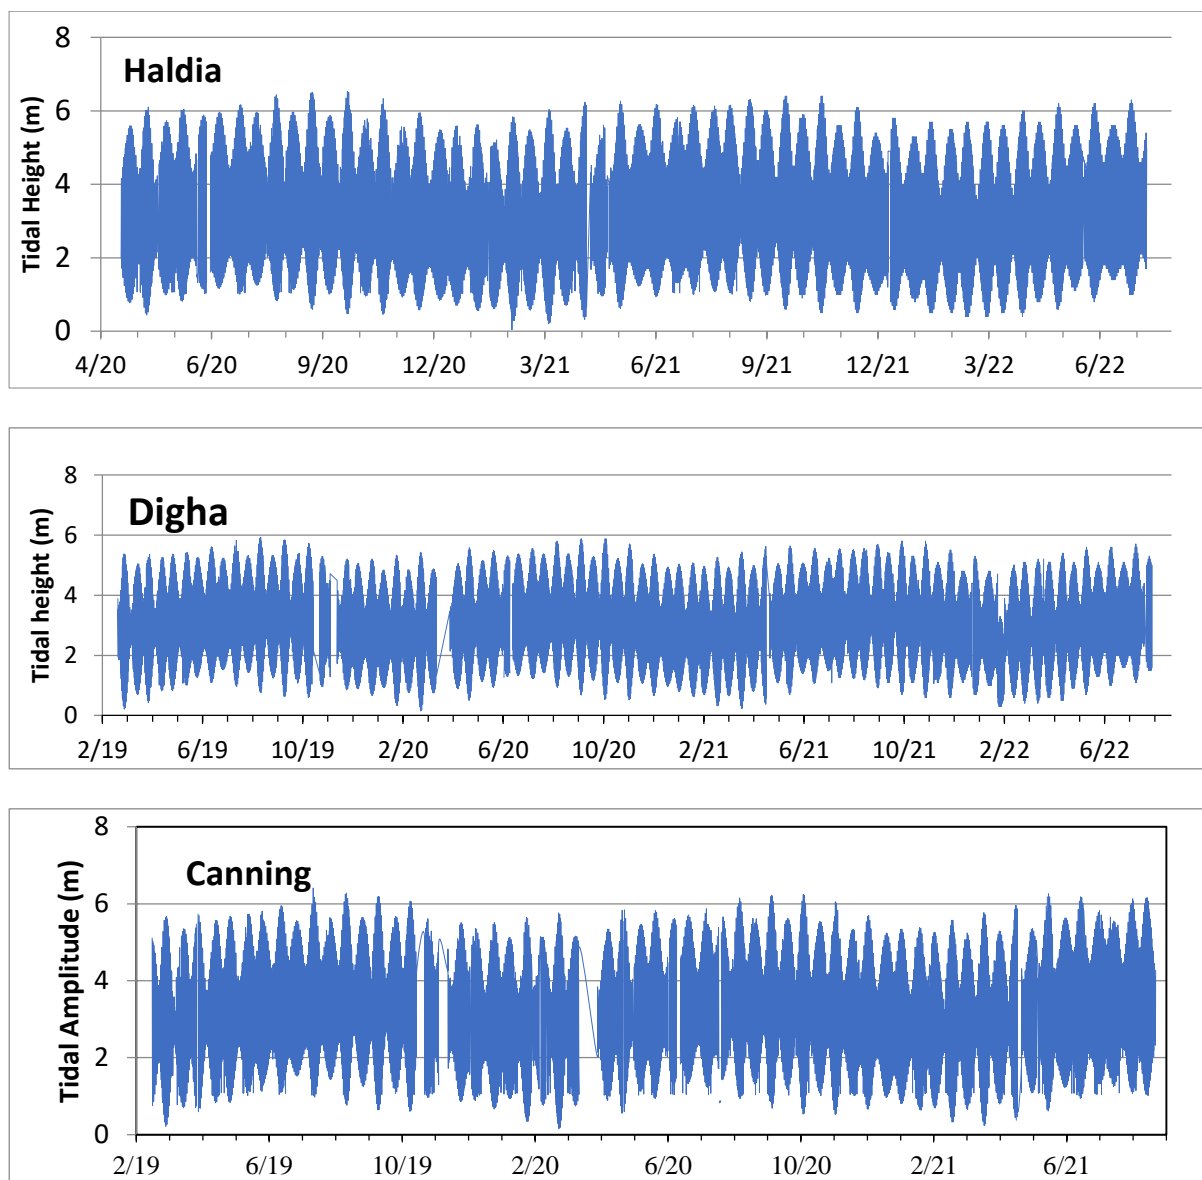 Haldia
Tidal Height (m)
8
6
4
2
0
4/20 6/20 9/20 12/20 3/21 6/21 9/21 12/21 3/22 6/22
Digha
Tidal height (m)
8
6
4
2
0
2/19 6/19 10/19 2/20 6/20 10/20 2/21 6/21 10/21 2/22 6/22
Canning
Tidal Amplitude (m)
8
6
4
2
0
2/19 6/19 10/19 2/20 6/20 10/20 2/21 6/21